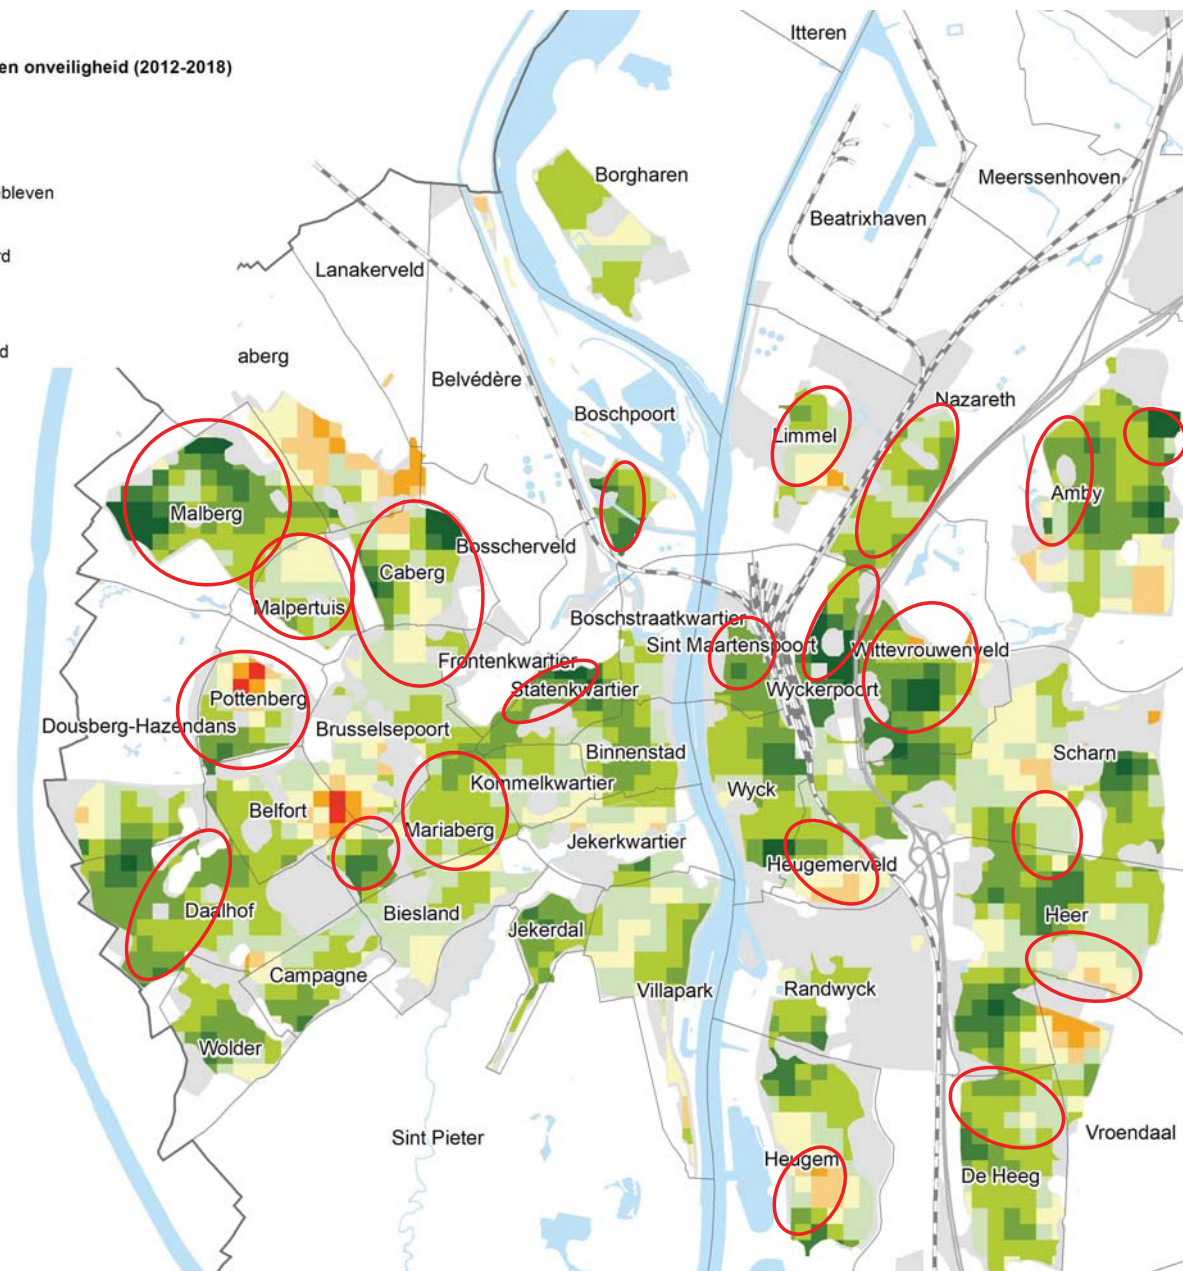 Itteren
en onveiligheid (2012-2018)
Borgharen
Meerssenhoven
bleven
Beatrixhaven
rd
Lanakerveld
d
aberg
Belvédère
Boschpoort
Nazareth
Limmel
Amby
Malberg
Bosscherveld
Caberg
Malpertuis
Boschstraatkwartier
Sint Maartenspoort
Wittevrouwenveld
Frontenkwartier
Statenkwartier
Wyckerpoort
Pottenberg
Dousberg-Hazendans
Brusselsepoort
Binnenstad
Scharn
Kommelkwartier
Wyck
Belfort
Mariaberg
Jekerkwartier
Heugemerveld
Daalhof
Biesland
Heer
Jekerdal
Campagne
Villapark
Randwyck
Wolder
Sint Pieter
Vroendaal
Heugem
De Heeg